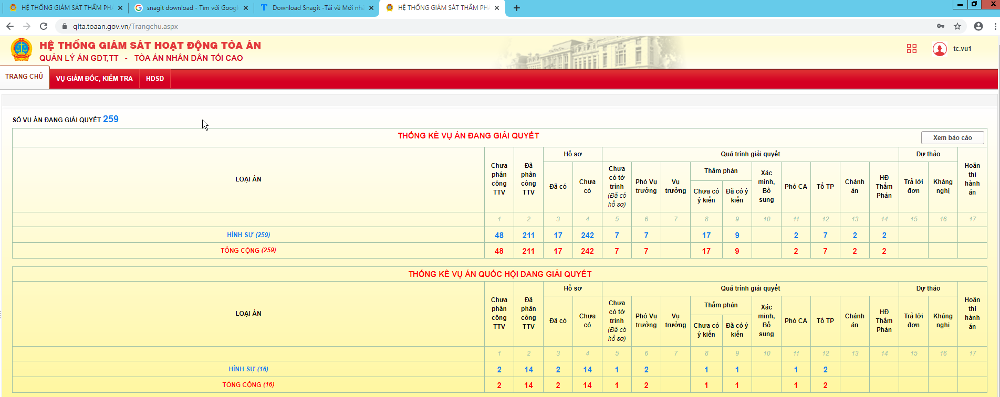 HỆ THỐNG GIÁM SÁT THẨM PH
snagit download - Tìm với Googl
Download Snagit -Tải về Mới nh
HỆ THỐNG GIÁM SÁT THẨM PH
qlta.toaan.gov.vn/Trangchu.aspx
HỆ THỐNG GIÁM SÁT HOẠT ĐỘNG TÒA ÁN
QUẢN LÝ ÁN GĐT,TT - TÒA ÁN NHÂN DÂN TỐI CAO
tc.vu1
TRANG CHỦ
VỤ GIÁM ĐỐC, KIỂM TRA
HDSD
SỐ VỤ ÁN ĐANG GIẢI QUYẾT 259
THỐNG KÊ VỤ ÁN ĐANG GIẢI QUYẾT
Xem báo cáo
LOẠI ÁN
Chưa
phân
công
TTV
Đã
phân
công
TTV
Hồ sơ
Đã có
Chưa
có
Quá trình giải quyết
Chưa
có tờ
trình
(Đã có
hồ sơ)
Phó Vụ
trưởng
Vụ
trưởng
Thẩm phán
Chưa có
ý kiến
Đã có ý
kiến
Xác
minh,
Bổ
sung
Phó CA
Tổ TP
Chánh
án
HĐ
Thẩm
Phán
Dự thảo
Trả lời
đơn
Kháng
nghị
Hoãn
thi
hành
án
1 2 3 4 5 6 7 8 9 10 11 12 13 14 15 16 17
HÌNH SỰ (259) 48 211 17 242 7 7 17 9 2 7 2 2
TỔNG CỘNG (259) 48 211 17 242 7 7 17 9 2 7 2 2
THỐNG KÊ VỤ ÁN QUỐC HỘI ĐANG GIẢI QUYẾT
LOẠI ÁN
Chưa
phân
công
TTV
Đã
phân
công
TTV
Hồ sơ
Đã có
Chưa
có
Quá trình giải quyết
Chưa
có tờ
trình
(Đã có
hồ sơ)
Phó Vụ
trưởng
Vụ
trưởng
Thẩm phán
Chưa có
ý kiến
Đã có ý
kiến
Xác
minh,
Bổ
sung
Phó CA
Tổ TP
Chánh
án
HĐ
Thẩm
Phán
Dự thảo
Trả lời
đơn
Kháng
nghị
Hoãn
thi
hành
án
1 2 3 4 5 6 7 8 9 10 11 12 13 14 15 16 17
HÌNH SỰ (16) 2 14 2 14 1 2 1 1 1 2
TỔNG CỘNG (16) 2 14 2 14 1 2 1 1 1 2